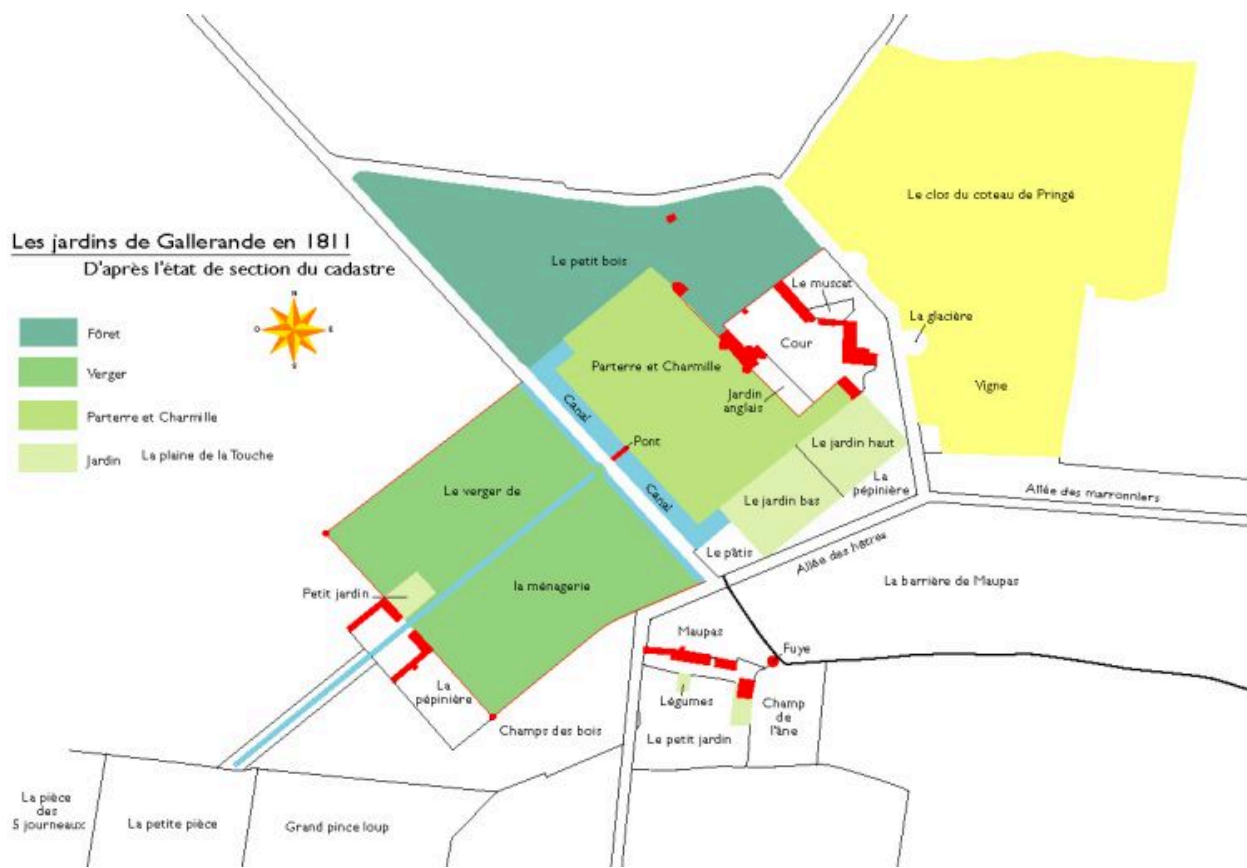 Les jardins de Gallerande en 1811
D'après l'état de section du cadastre
N
O
E
S
Fôret
Verger
Parterre et Charmille
Jardin
La plaine de la Touche
Le clos du coteau de Pringé
Le petit bois
Le muscat
La glacière
Cour
Parterre et Charmille
Vigne
Jardin
anglais
Canal
Pont
Le jardin haut
La
pépinière
Allée des marronniers
Le verger de
Canal
Le jardin bas
Le pâtis
Allée des hêtres
La barrière de Maupas
Petit jardin
la ménagerie
Maupas
Fuye
La
pépinière
Légumes
Champ
de
l'âne
Champs des bois
Le petit jardin
La pièce
des
5 journeaux
La petite pièce
Grand pince loup